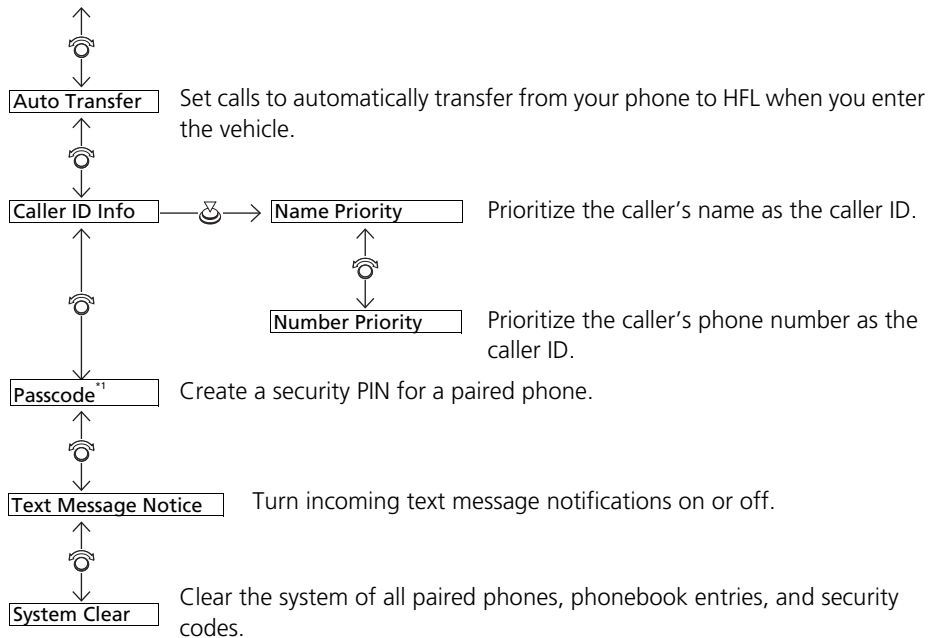 Auto Transfer
Set calls to automatically transfer from your phone to HFL when you enter
the vehicle.
Caller ID Info
Name Priority
Prioritize the caller’s name as the caller ID.
Number Priority
Prioritize the caller’s phone number as the
caller ID.
Passcode*1
Create a security PIN for a paired phone.
Text Message Notice
Turn incoming text message notifications on or off.
System Clear
Clear the system of all paired phones, phonebook entries, and security
codes.